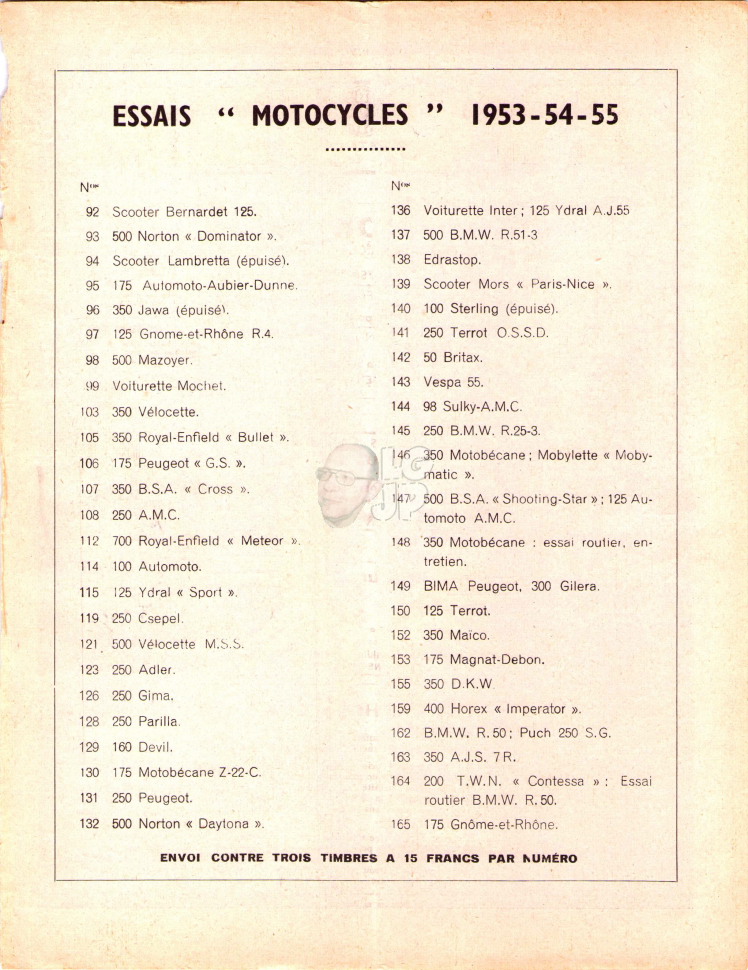 ESSAIS “ MOTOCYCLES ” 1953-54-55
Nos
92 Scooter Bernardet 125.
93 500 Norton « Dominator ».
94 Scooter Lambretta (épuisé).
95 175 Automoto-Aubier-Dunne.
96 350 Jawa (épuisé).
97 125 Gnome-et-Rhône R.4.
98 500 Mazoyer.
99 Voiturette Mochet.
103 350 Vélocette.
105 350 Royal-Enfield « Bullet ».
106 175 Peugeot « G.S. ».
107 350 B.S.A. « Cross ».
108 250 A.M.C.
112 700 Royal-Enfield « Meteor ».
114 100 Automoto.
115 125 Ydral « Sport ».
119 250 Csepel.
121 500 Vélocette M.S.S.
123 250 Adler.
126 250 Gima.
128 250 Parilla.
129 160 Devil.
130 175 Motobécane Z-22-C.
131 250 Peugeot.
132 500 Norton « Daytona ».
Nos
136 Voiturette Inter ; 125 Ydral A.J.55
137 500 B.M.W. R.51-3
138 Edrastop.
139 Scooter Mors « Paris-Nice ».
140 100 Sterling (épuisé).
141 250 Terrot O.S.S.D.
142 50 Britax.
143 Vespa 55.
144 98 Sulky-A.M.C.
145 250 B.M.W. R.25-3.
146 350 Motobécane ; Mobylette « Moby-
matic ».
147 500 B.S.A. « Shooting-Star » ; 125 Au-
tomoto A.M.C.
148 350 Motobécane : essai routier, en-
tretien.
149 BIMA Peugeot, 300 Gilera.
150 125 Terrot.
152 350 Maïco.
153 175 Magnat-Debon.
155 350 D.K.W.
159 400 Horex « Imperator ».
162 B.M.W. R. 50 ; Puch 250 S.G.
163 350 A.J.S. 7 R.
164 200 T.W.N. « Contessa » : Essai
routier B.M.W. R. 50.
165 175 Gnôme-et-Rhône.
ENVOI CONTRE TROIS TIMBRES A 15 FRANCS PAR NUMÉRO
LG
JP